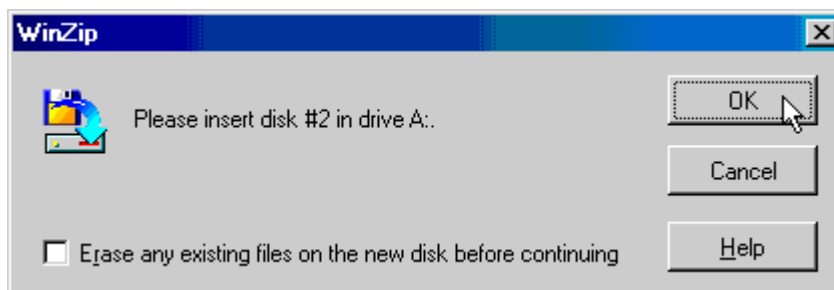 WinZip
OK
Please insert disk #2 in drive A:.
Cancel
Erase any existing files on the new disk before continuing
Help